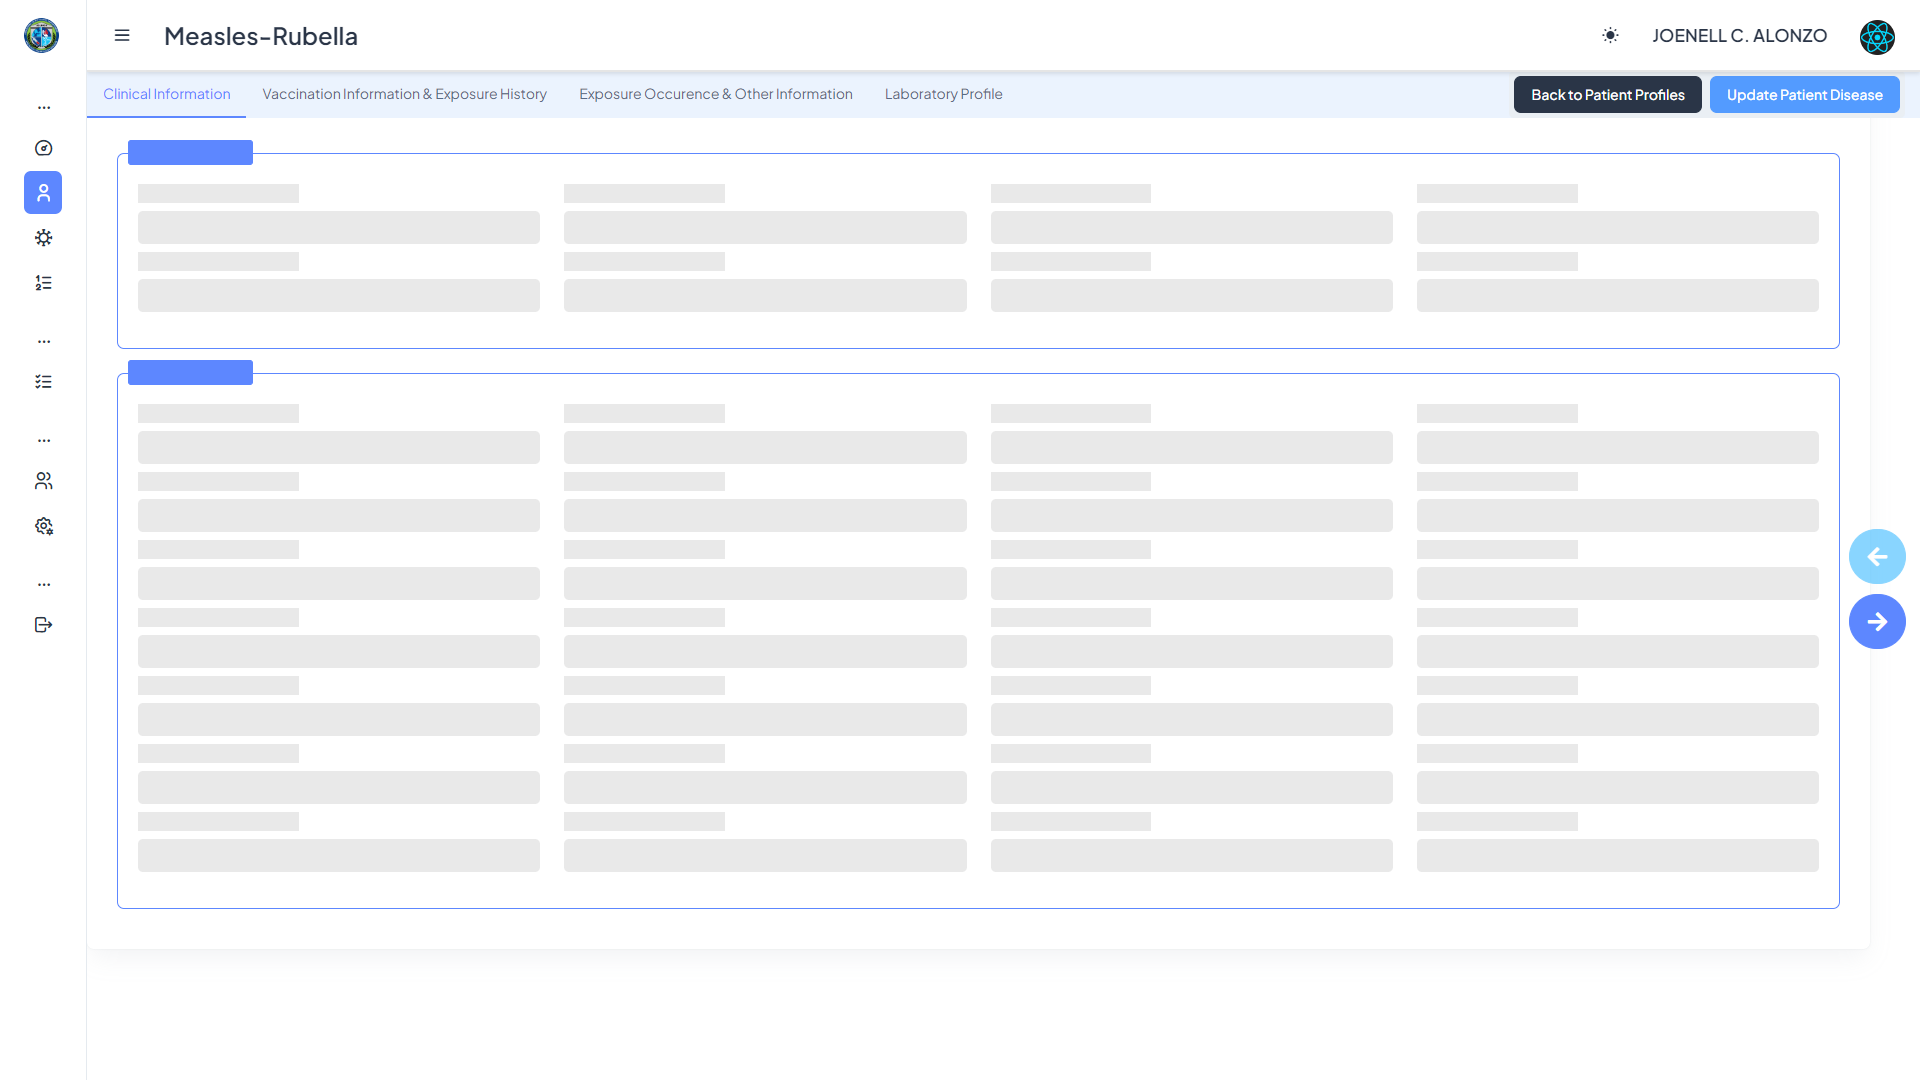 Measles-Rubella
JOENELL C. ALONZO
Clinical Information
Vaccination Information & Exposure History
Exposure Occurence & Other Information
Laboratory Profile
Back to Patient Profiles
Update Patient Disease